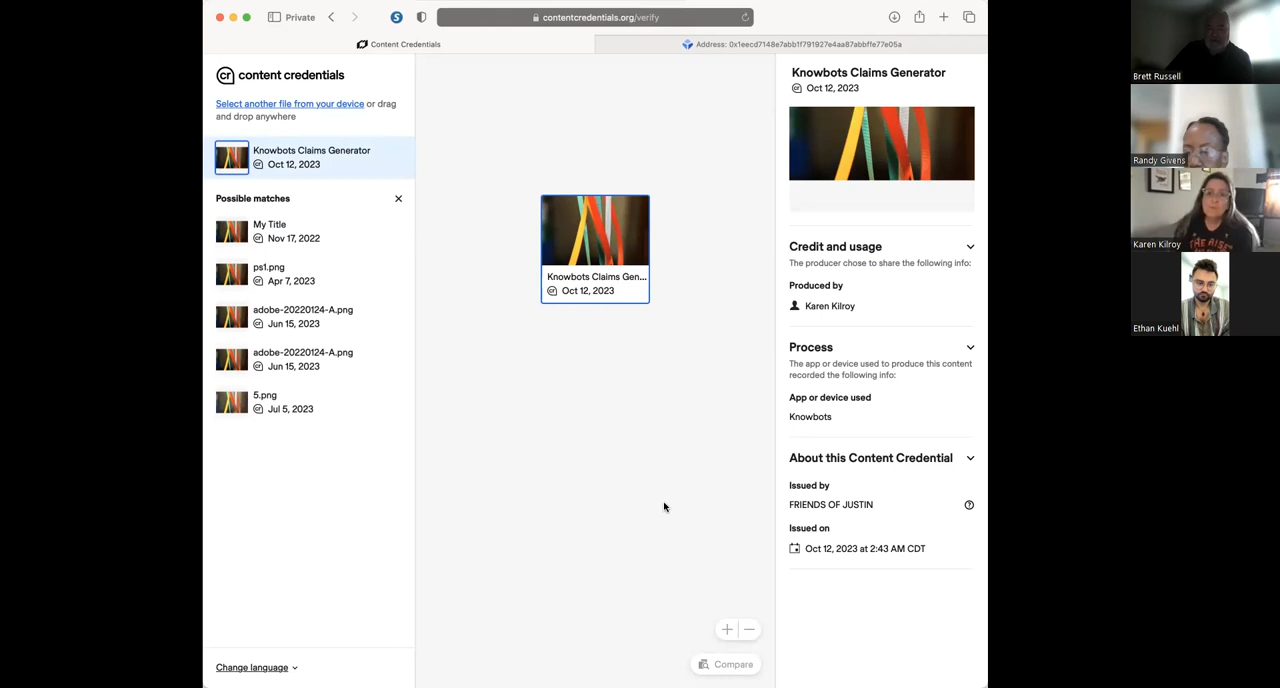 Private
contentcredentials.org/verify
Content Credentials
Address: 0x1eecd7148e7abb1f791927e4aa87abbffe77e05a
cr content credentials
Select another file from your device or drag
and drop anywhere
Knowbots Claims Generator
Oct 12, 2023
Possible matches
My Title
Nov 17, 2022
ps1.png
Apr 7, 2023
adobe-20220124-A.png
Jun 15, 2023
adobe-20220124-A.png
Jun 15, 2023
5.png
Jul 5, 2023
Change language
Knowbots Claims Gen...
Oct 12, 2023
Compare
Knowbots Claims Generator
Oct 12, 2023
Credit and usage
The producer chose to share the following info:
Produced by
Karen Kilroy
Process
The app or device used to produce this content
recorded the following info:
App or device used
Knowbots
About this Content Credential
Issued by
FRIENDS OF JUSTIN
Issued on
Oct 12, 2023 at 2:43 AM CDT
Brett Russell
Randy Givens
Karen Kilroy
THE RISE
Ethan Kuehl